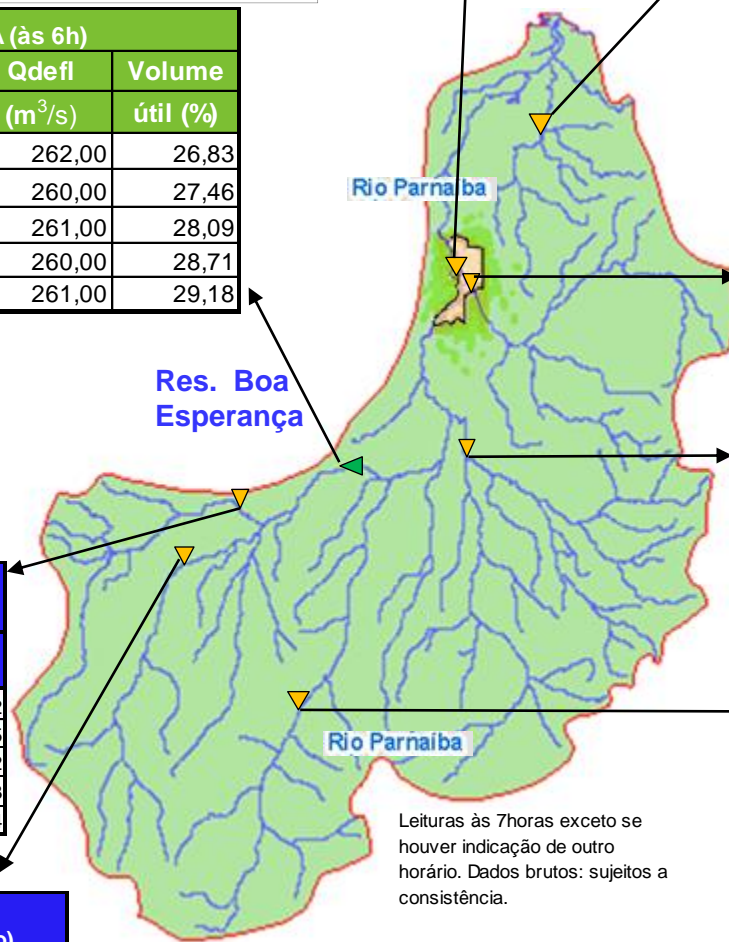 A (às 6h)
Qdefl Volume
(m³/s) útil (%)
262,00 26,83
260,00 27,46
261,00 28,09
260,00 28,71
261,00 29,18
Rio Parnaíba
Res. Boa
Esperança
Rio Parnaíba
Leituras às 7horas exceto se
houver indicação de outro
horário. Dados brutos: sujeitos a
consistência.